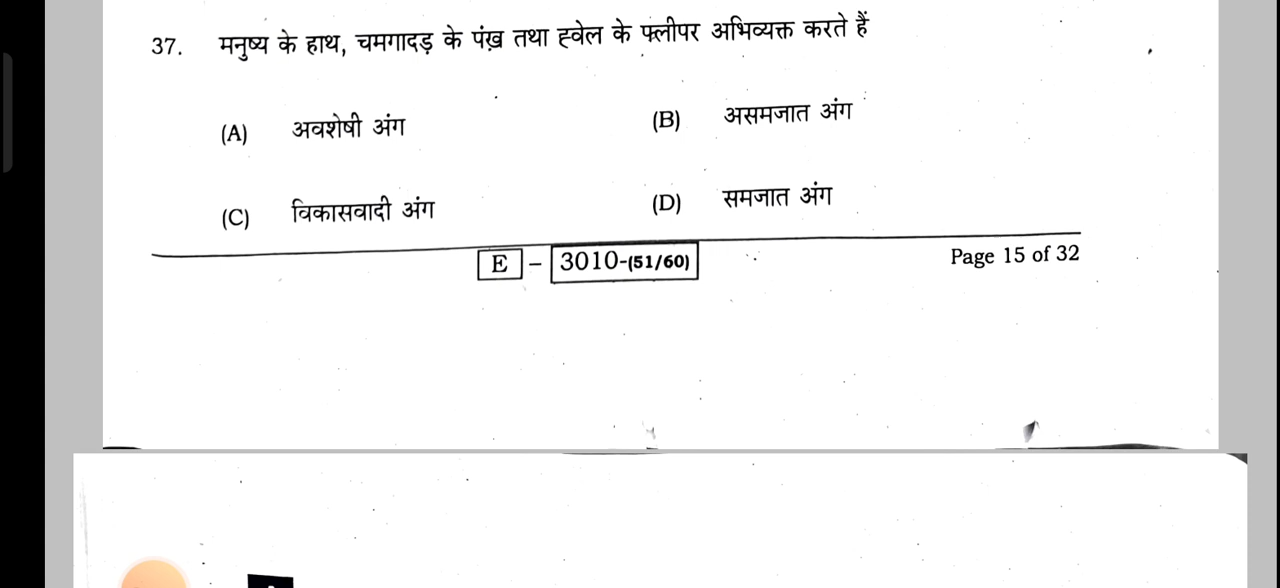 37. मनुष्य के हाथ, चमगादड़ के पंख़ तथा ह्वेल के फ्लीपर अभिव्यक्त करते हैं
(A) अवशेषी अंग (B) असमजात अंग
(C) विकासवादी अंग (D) समजात अंग
E – 3010-(51/60) Page 15 of 32